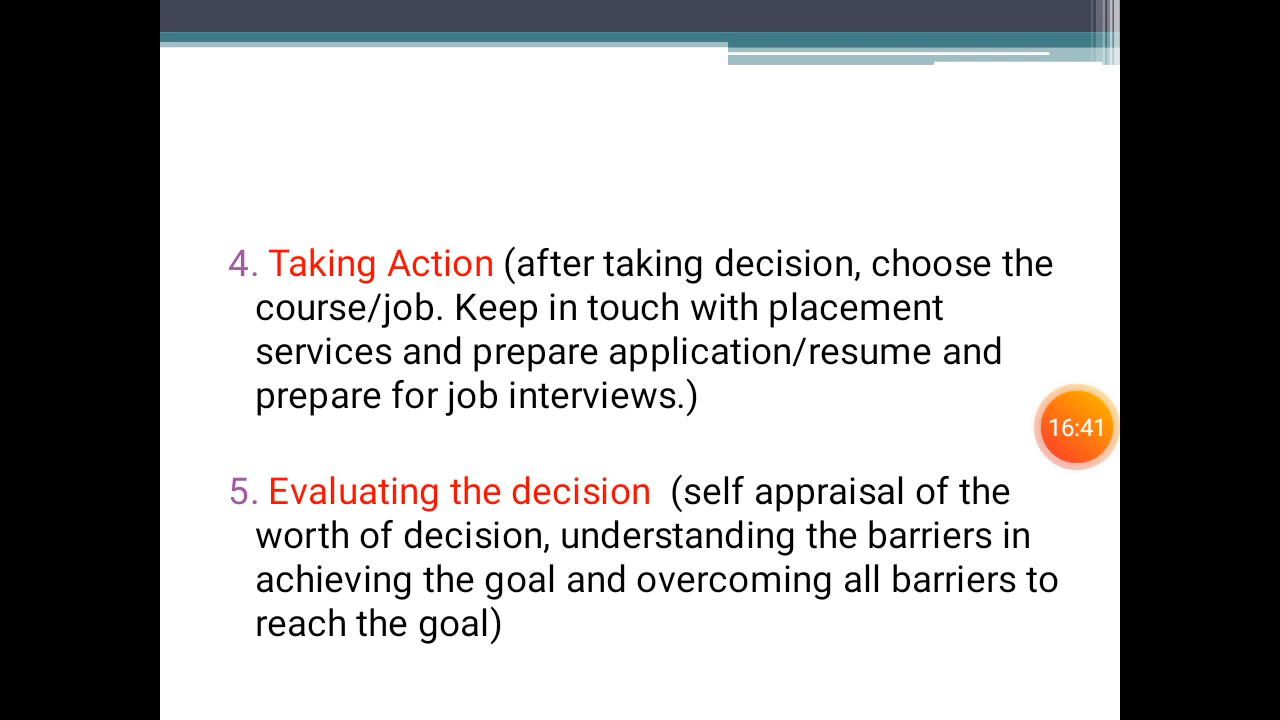 4. Taking Action (after taking decision, choose the
course/job. Keep in touch with placement
services and prepare application/resume and
prepare for job interviews.)
16:41
5. Evaluating the decision (self appraisal of the
worth of decision, understanding the barriers in
achieving the goal and overcoming all barriers to
reach the goal)